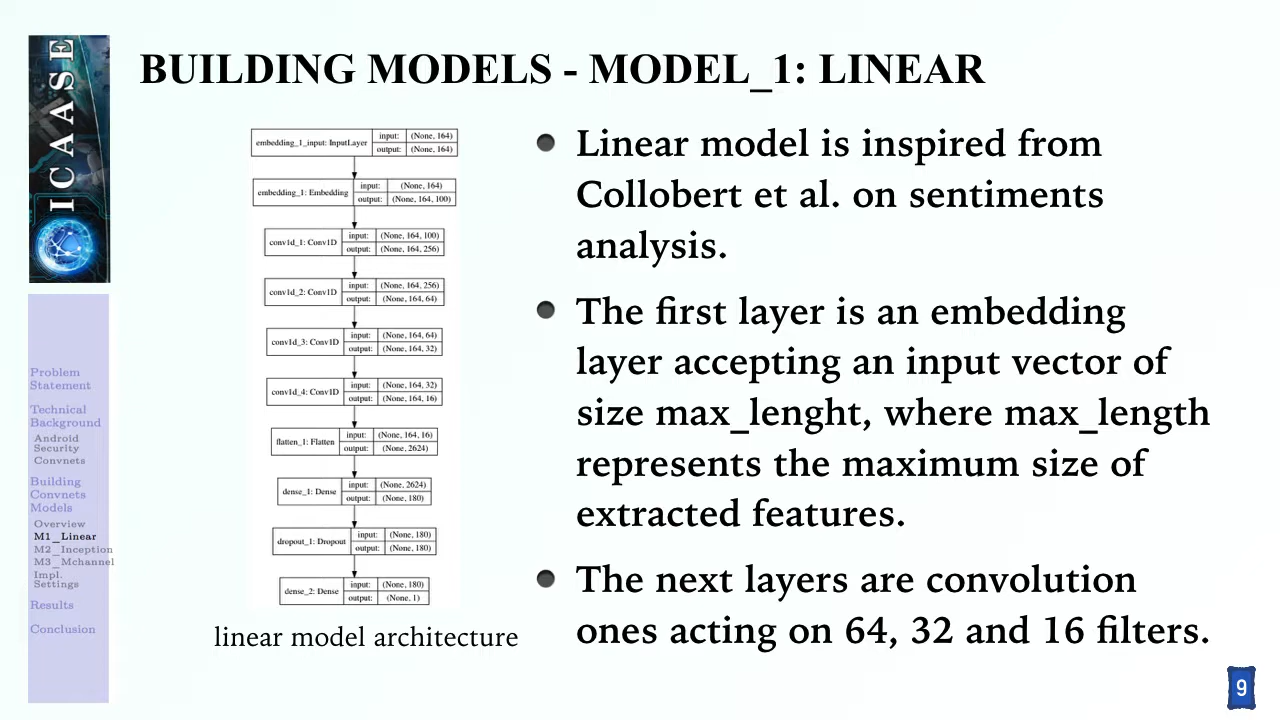 ICAASE
BUILDING MODELS - MODEL_1: LINEAR
Problem
Statement
Technical
Background
Android
Security
Convnets
Building
Convnets
Models
Overview
M1_Linear
M2_Inception
M3_Mchannel
Impl.
Settings
Results
Conclusion
embedding_1_input: InputLayer input: (None, 164)
output: (None, 164)
embedding_1: Embedding input: (None, 164)
output: (None, 164, 100)
conv1d_1: Conv1D input: (None, 164, 100)
output: (None, 164, 256)
conv1d_2: Conv1D input: (None, 164, 256)
output: (None, 164, 64)
conv1d_3: Conv1D input: (None, 164, 64)
output: (None, 164, 32)
conv1d_4: Conv1D input: (None, 164, 32)
output: (None, 164, 16)
flatten_1: Flatten input: (None, 164, 16)
output: (None, 2624)
dense_1: Dense input: (None, 2624)
output: (None, 180)
dropout_1: Dropout input: (None, 180)
output: (None, 180)
dense_2: Dense input: (None, 180)
output: (None, 1)
linear model architecture
Linear model is inspired from
Collobert et al. on sentiments
analysis.
The first layer is an embedding
layer accepting an input vector of
size max_lenght, where max_length
represents the maximum size of
extracted features.
The next layers are convolution
ones acting on 64, 32 and 16 filters.
9